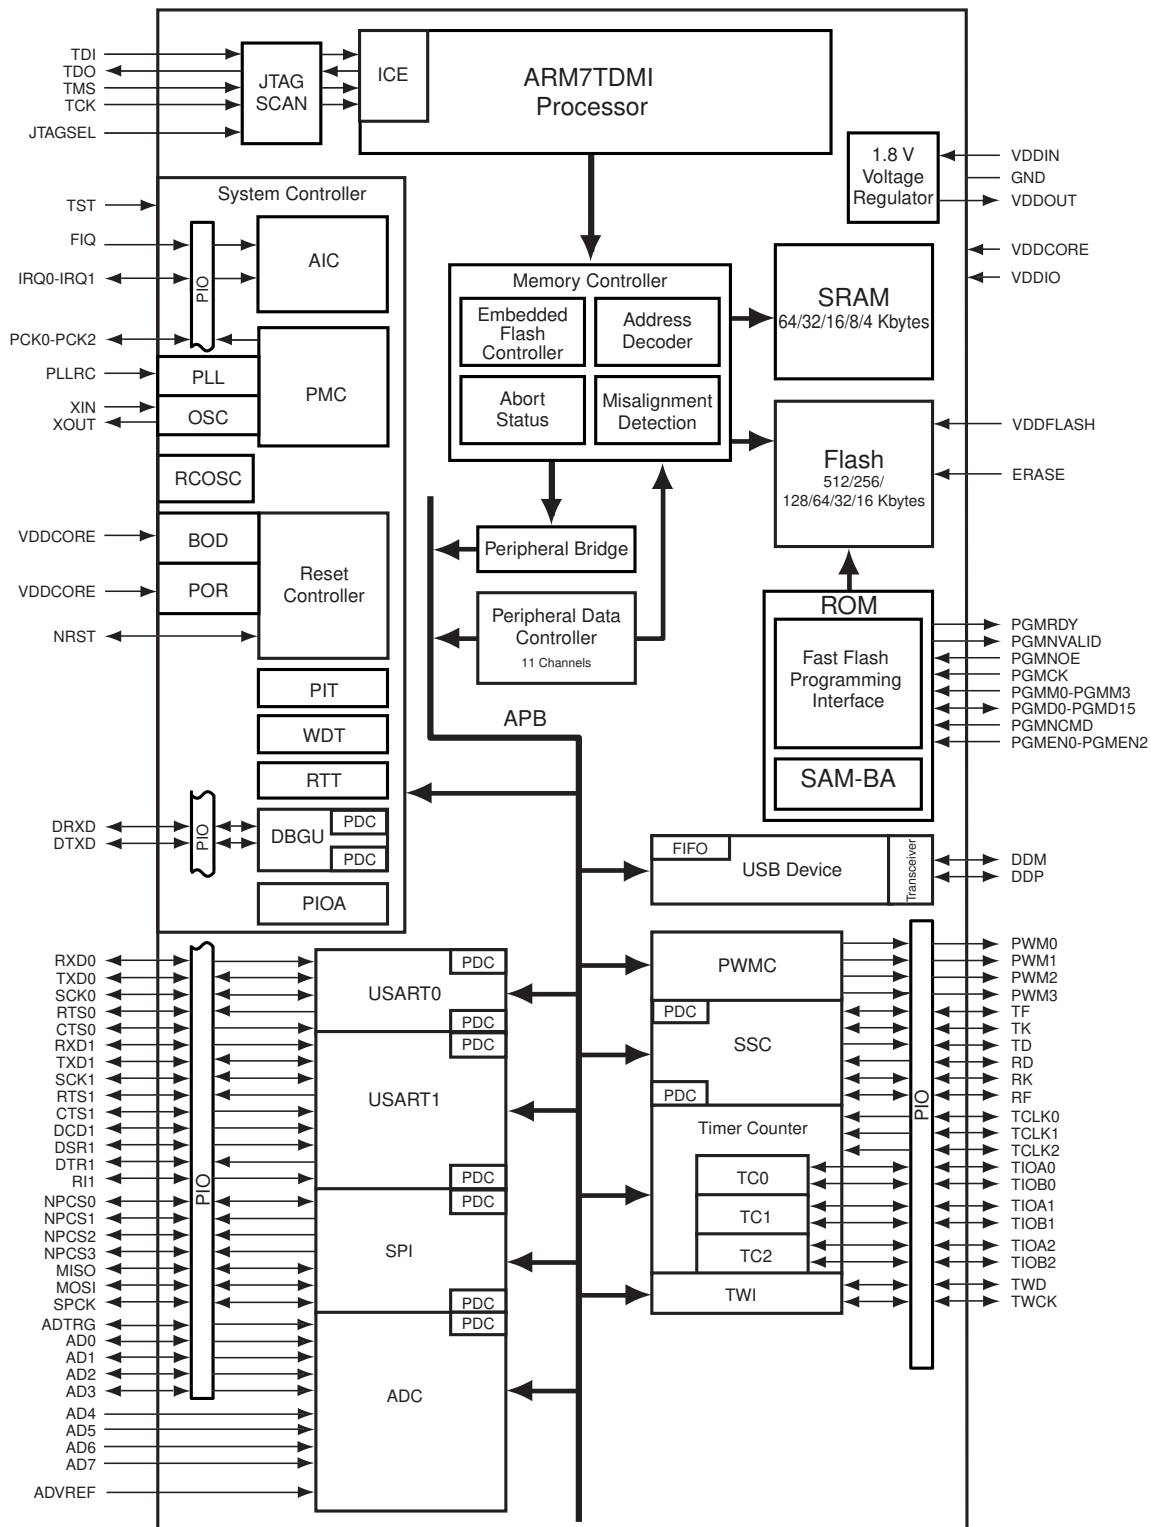 TDI
TDO
TMS
TCK
JTAGSEL
JTAG
SCAN
ICE
ARM7TDMI
Processor
1.8 V
Voltage
Regulator
VDDIN
GND
VDDOUT
VDDCORE
VDDIO
System Controller
TST
FIQ
IRQ0-IRQ1
PCK0-PCK2
PLLRC
XIN
XOUT
PIO
AIC
PLL
OSC
PMC
RCOSC
VDDCORE
VDDCORE
NRST
BOD
POR
Reset
Controller
PIT
WDT
RTT
DRXD
DTXD
PIO
DBGU
PDC
PDC
PIOA
Memory Controller
Embedded
Flash
Controller
Address
Decoder
Abort
Status
Misalignment
Detection
SRAM
64/32/16/8/4 Kbytes
Flash
512/256/
128/64/32/16 Kbytes
VDDFLASH
ERASE
Peripheral Bridge
Peripheral Data
Controller
11 Channels
APB
ROM
Fast Flash
Programming
Interface
SAM-BA
PGMRDY
PGMNVALID
PGMNOE
PGMCK
PGMM0-PGMM3
PGMD0-PGMD15
PGMNCMD
PGMEN0-PGMEN2
FIFO
USB Device
Transceiver
DDM
DDP
RXD0
TXD0
SCK0
RTS0
CTS0
RXD1
TXD1
SCK1
RTS1
CTS1
DCD1
DSR1
DTR1
RI1
NPCS0
NPCS1
NPCS2
NPCS3
MISO
MOSI
SPCK
ADTRG
AD0
AD1
AD2
AD3
AD4
AD5
AD6
AD7
ADVREF
PIO
PDC
USART0
PDC
PDC
USART1
PDC
PDC
SPI
PDC
PDC
ADC
PWMC
PDC
SSC
PDC
Timer Counter
TC0
TC1
TC2
TWI
PIO
PWM0
PWM1
PWM2
PWM3
TF
TK
TD
RD
RK
RF
TCLK0
TCLK1
TCLK2
TIOA0
TIOB0
TIOA1
TIOB1
TIOA2
TIOB2
TWD
TWCK